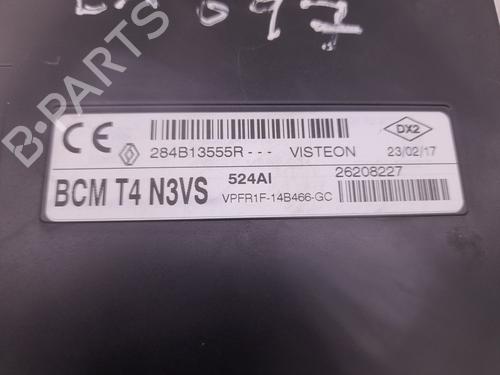 B-PARTS
CE
284B13555R - - - VISTEON
DX2
23/02/17
BCM T4 N3VS
524AI
26208227
VPFR1F-14B466-GC